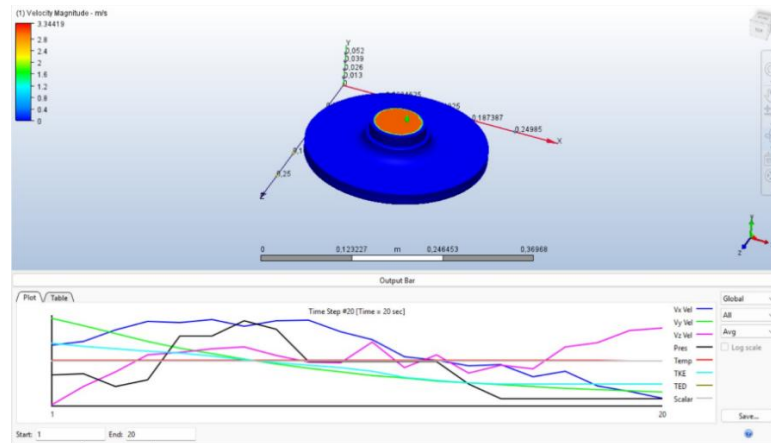 (1) Velocity Magnitude - m/s
3.34419
2.8
2.4
2
1.6
1.2
0.8
0.4
0
Y
0,052
0,039
0,026
0,013
0
0,187387
0,24985
X
0,25
Z
0
0,123227
m
0,246453
0,36968
Y
X
Z
Output Bar
Plot
Table
Time Step #20 [Time = 20 sec]
Vx Vel
Vy Vel
Vz Vel
Pres
Temp
TKE
TED
Scalar
1
20
Global
All
Avg
Log scale
Save...
Start: 1
End: 20